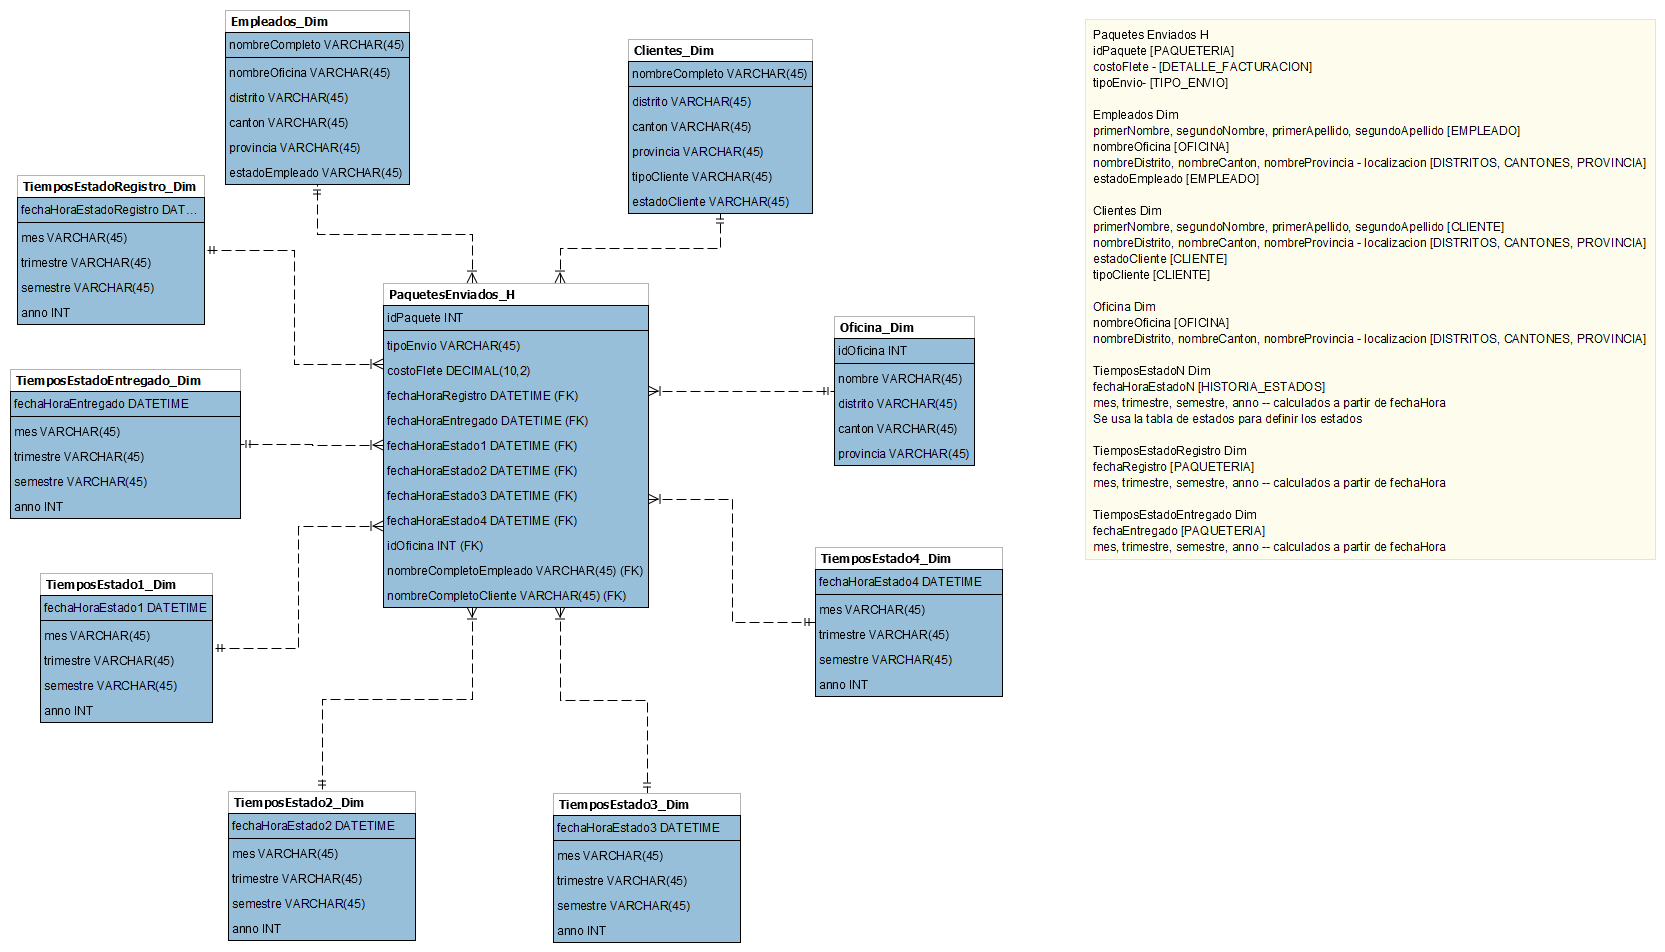 Empleados_Dim
nombreCompleto VARCHAR(45)
nombreOficina VARCHAR(45)
distrito VARCHAR(45)
canton VARCHAR(45)
provincia VARCHAR(45)
estadoEmpleado VARCHAR(45)
Clientes_Dim
nombreCompleto VARCHAR(45)
distrito VARCHAR(45)
canton VARCHAR(45)
provincia VARCHAR(45)
tipoCliente VARCHAR(45)
estadoCliente VARCHAR(45)
TiemposEstadoRegistro_Dim
fechaHoraEstadoRegistro DAT...
mes VARCHAR(45)
trimestre VARCHAR(45)
semestre VARCHAR(45)
anno INT
PaquetesEnviados_H
idPaquete INT
tipoEnvio VARCHAR(45)
costoFlete DECIMAL(10,2)
fechaHoraRegistro DATETIME (FK)
fechaHoraEntregado DATETIME (FK)
fechaHoraEstado1 DATETIME (FK)
fechaHoraEstado2 DATETIME (FK)
fechaHoraEstado3 DATETIME (FK)
fechaHoraEstado4 DATETIME (FK)
idOficina INT (FK)
nombreCompletoEmpleado VARCHAR(45) (FK)
nombreCompletoCliente VARCHAR(45) (FK)
Oficina_Dim
idOficina INT
nombre VARCHAR(45)
distrito VARCHAR(45)
canton VARCHAR(45)
provincia VARCHAR(45)
TiemposEstadoEntregado_Dim
fechaHoraEntregado DATETIME
mes VARCHAR(45)
trimestre VARCHAR(45)
semestre VARCHAR(45)
anno INT
TiemposEstado4_Dim
fechaHoraEstado4 DATETIME
mes VARCHAR(45)
trimestre VARCHAR(45)
semestre VARCHAR(45)
anno INT
TiemposEstado1_Dim
fechaHoraEstado1 DATETIME
mes VARCHAR(45)
trimestre VARCHAR(45)
semestre VARCHAR(45)
anno INT
TiemposEstado2_Dim
fechaHoraEstado2 DATETIME
mes VARCHAR(45)
trimestre VARCHAR(45)
semestre VARCHAR(45)
anno INT
TiemposEstado3_Dim
fechaHoraEstado3 DATETIME
mes VARCHAR(45)
trimestre VARCHAR(45)
semestre VARCHAR(45)
anno INT
Paquetes Enviados H
idPaquete [PAQUETERIA]
costoFlete - [DETALLE_FACTURACION]
tipoEnvio- [TIPO_ENVIO]
Empleados Dim
primerNombre, segundoNombre, primerApellido, segundoApellido [EMPLEADO]
nombreOficina [OFICINA]
nombreDistrito, nombreCanton, nombreProvincia - localizacion [DISTRITOS, CANTONES, PROVINCIA]
estadoEmpleado [EMPLEADO]
Clientes Dim
primerNombre, segundoNombre, primerApellido, segundoApellido [CLIENTE]
nombreDistrito, nombreCanton, nombreProvincia - localizacion [DISTRITOS, CANTONES, PROVINCIA]
estadoCliente [CLIENTE]
tipoCliente [CLIENTE]
Oficina Dim
nombreOficina [OFICINA]
nombreDistrito, nombreCanton, nombreProvincia - localizacion [DISTRITOS, CANTONES, PROVINCIA]
TiemposEstadoN Dim
fechaHoraEstadoN [HISTORIA_ESTADOS]
mes, trimestre, semestre, anno -- calculados a partir de fechaHora
Se usa la tabla de estados para definir los estados
TiemposEstadoRegistro Dim
fechaRegistro [PAQUETERIA]
mes, trimestre, semestre, anno -- calculados a partir de fechaHora
TiemposEstadoEntregado Dim
fechaEntregado [PAQUETERIA]
mes, trimestre, semestre, anno -- calculados a partir de fechaHora